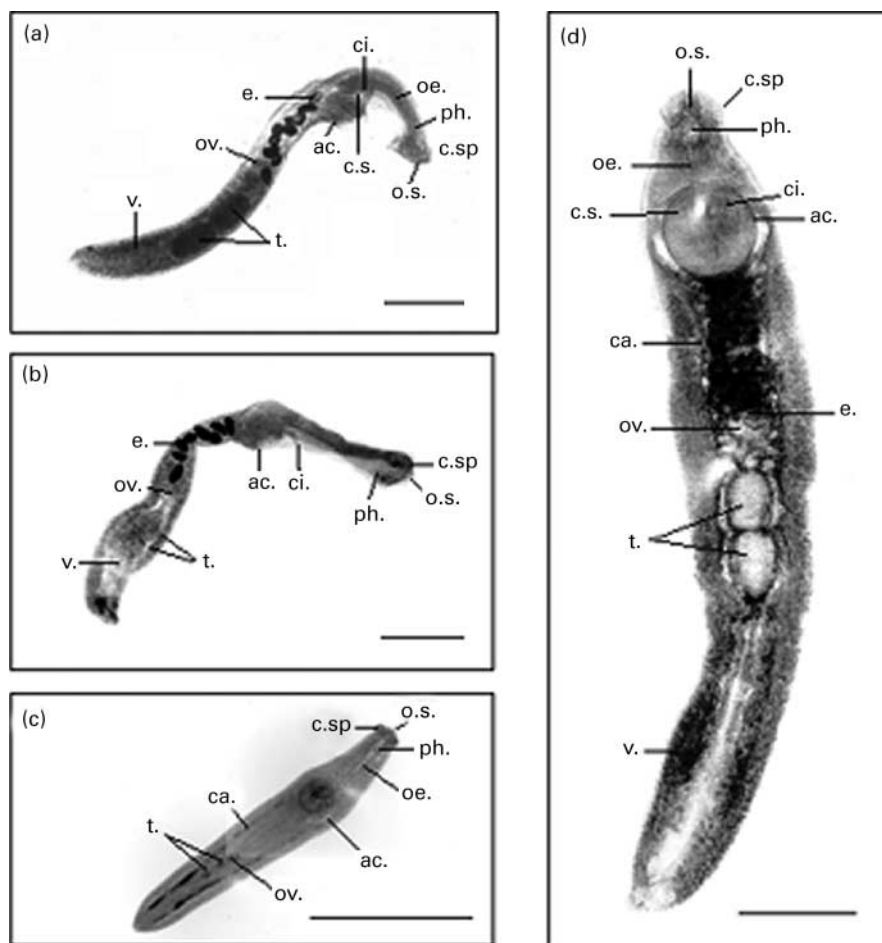 (a)
ci.
e.
oe.
ph.
ov.
ac.
c.s.
c.sp
o.s.
v.
t.
(b)
e.
c.sp
ov.
ac.
ci.
o.s.
ph.
v.
t.
(c)
c.sp
o.s.
ph.
ca.
oe.
t.
ac.
ov.
(d)
o.s.
c.sp
ph.
oe.
ci.
c.s.
ac.
ca.
e.
ov.
t.
v.